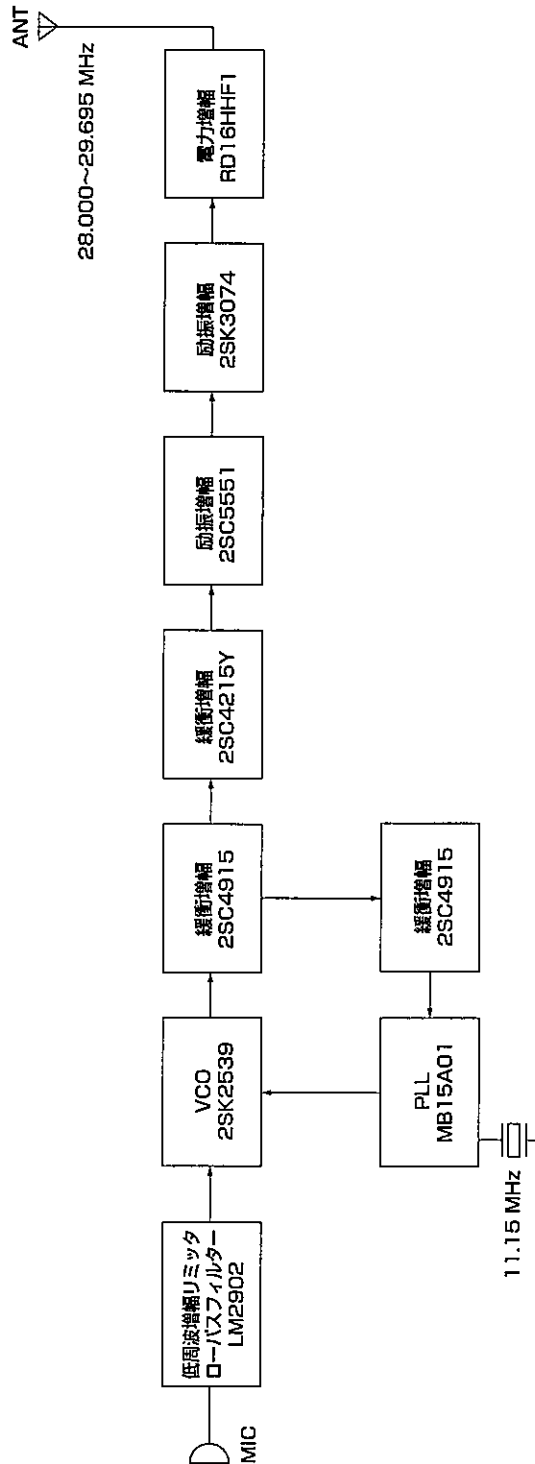 MIC
低周波増幅リミッタ
ローパスフィルター
LM2902
VCO
2SK2539
緩衝増幅
2SC4915
緩衝増幅
2SC4215Y
励振増幅
2SC5551
励振増幅
2SK3074
電力増幅
RD16HHF1
ANT
28.000~29.695 MHz
PLL
MB15A01
緩衝増幅
2SC4915
11.15 MHz